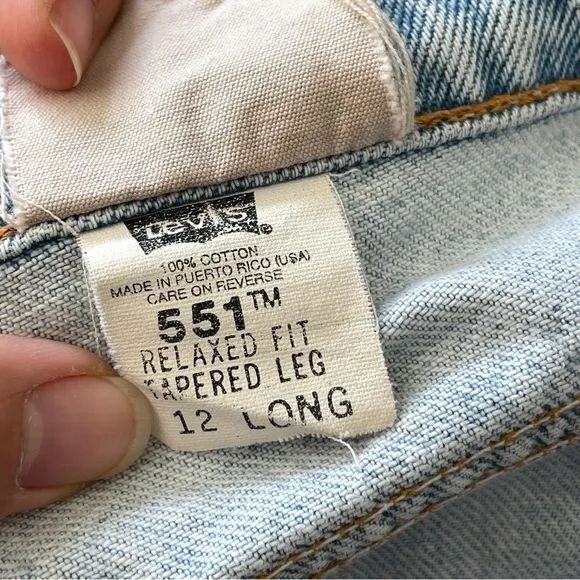 Levi's ®
100% COTTON
MADE IN PUERTO RICO (USA)
CARE ON REVERSE
551™
RELAXED FIT
TAPERED LEG
12 LONG